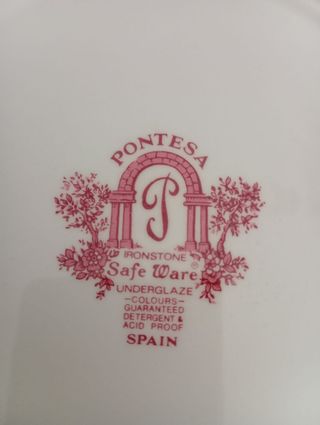 PONTESA
P
IRONSTONE
Safe Ware ®
UNDERGLAZE
-COLOURS-
GUARANTEED
DETERGENT &
ACID PROOF
SPAIN